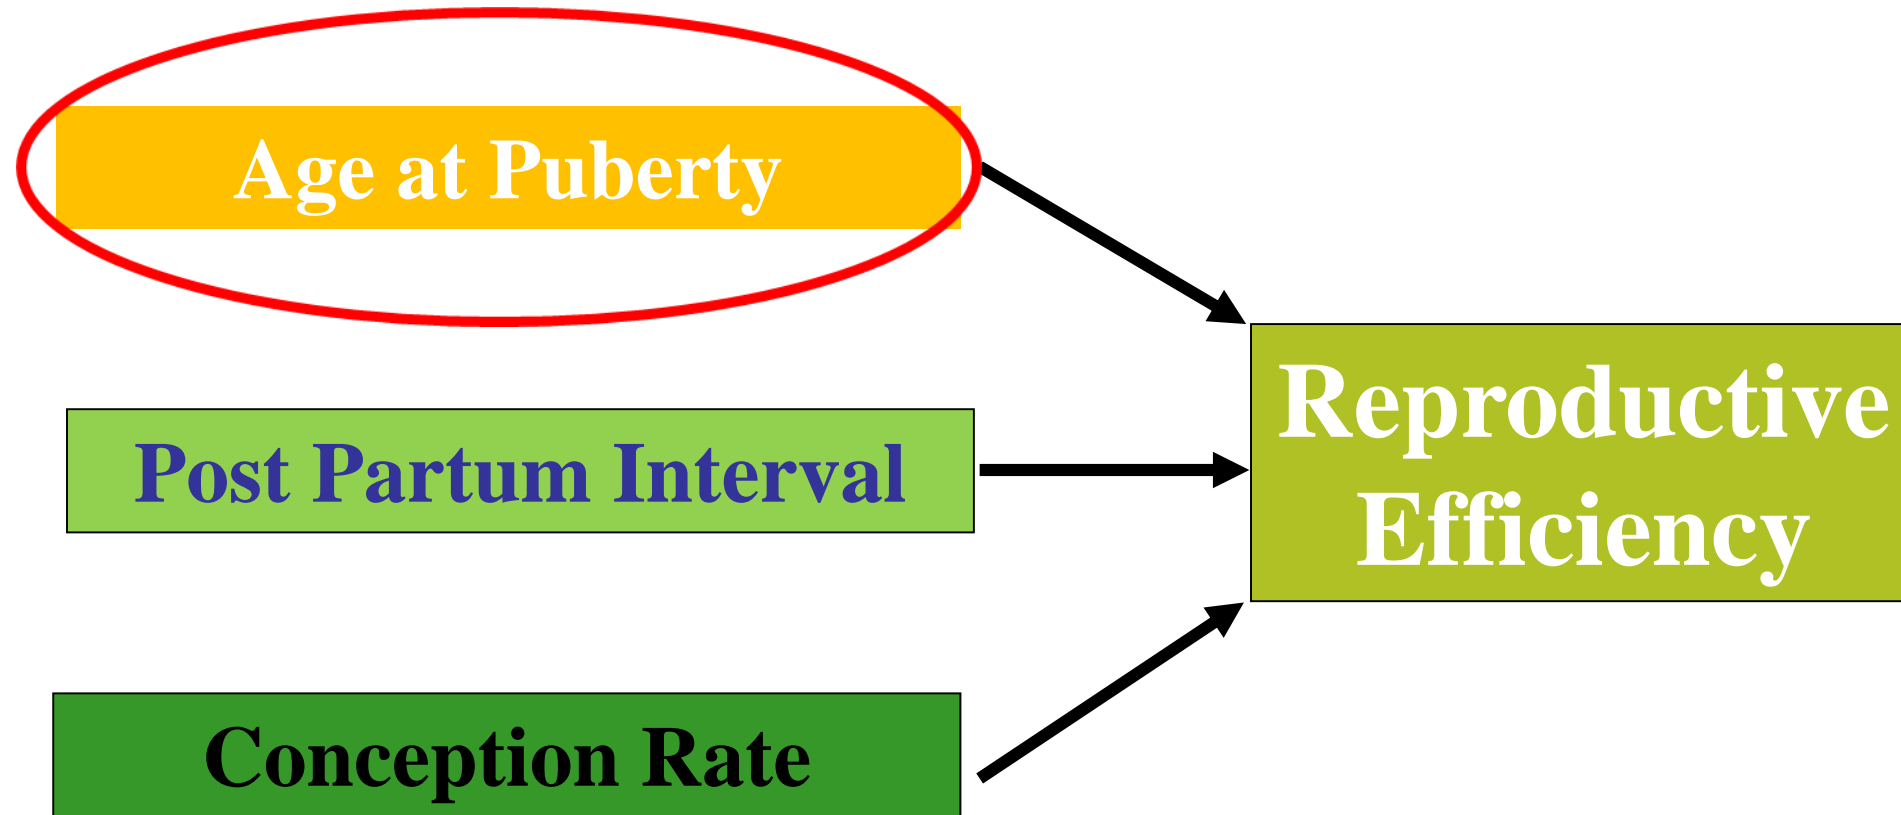 Age at Puberty
Post Partum Interval
Conception Rate
Reproductive
Efficiency